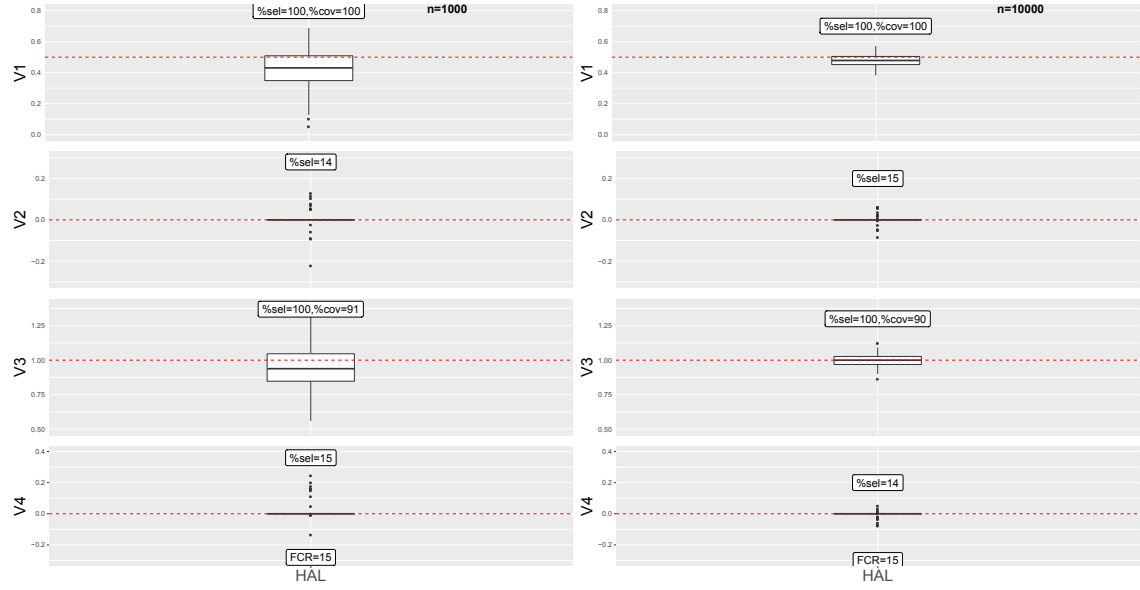 n=1000
%sel=100,%cov=100
V1
0.8
0.6
0.4
0.2
0.0
%sel=14
V2
0.2
0.0
−0.2
%sel=100,%cov=91
V3
1.25
1.00
0.75
0.50
%sel=15
V4
0.4
0.2
0.0
−0.2
FCR=15
HAL
n=10000
%sel=100,%cov=100
V1
0.8
0.6
0.4
0.2
0.0
%sel=15
V2
0.2
0.0
−0.2
%sel=100,%cov=90
V3
1.25
1.00
0.75
0.50
%sel=14
V4
0.4
0.2
0.0
−0.2
FCR=15
HAL